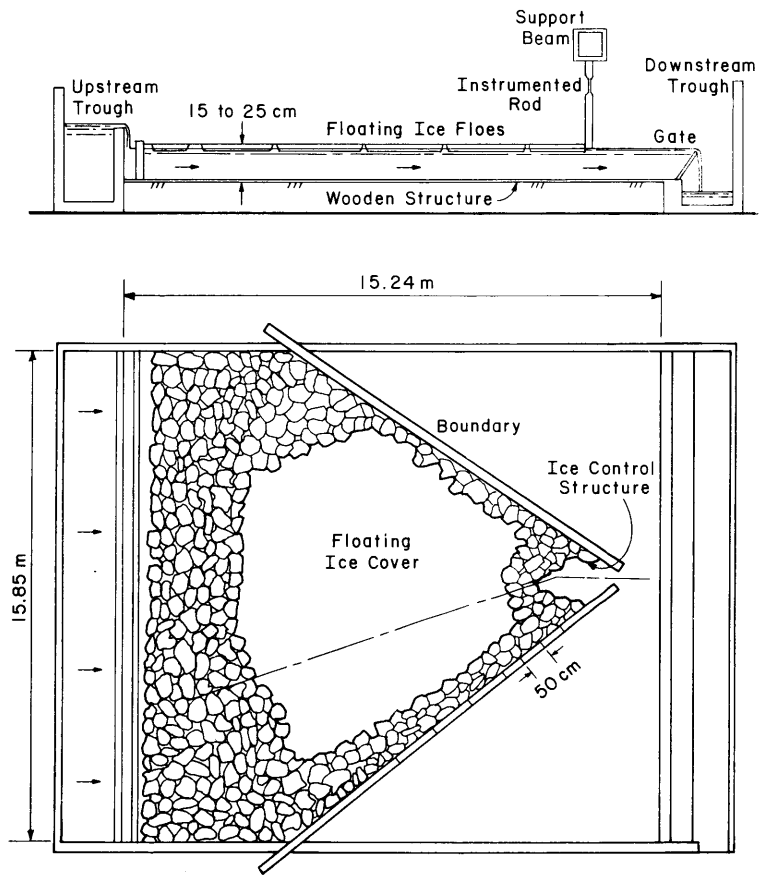 Support
Beam
Upstream
Trough
Instrumented
Rod
Downstream
Trough
15 to 25 cm
Floating Ice Floes
Gate
Wooden Structure
15.24 m
Boundary
Ice Control
Structure
Floating
Ice Cover
15.85 m
50 cm